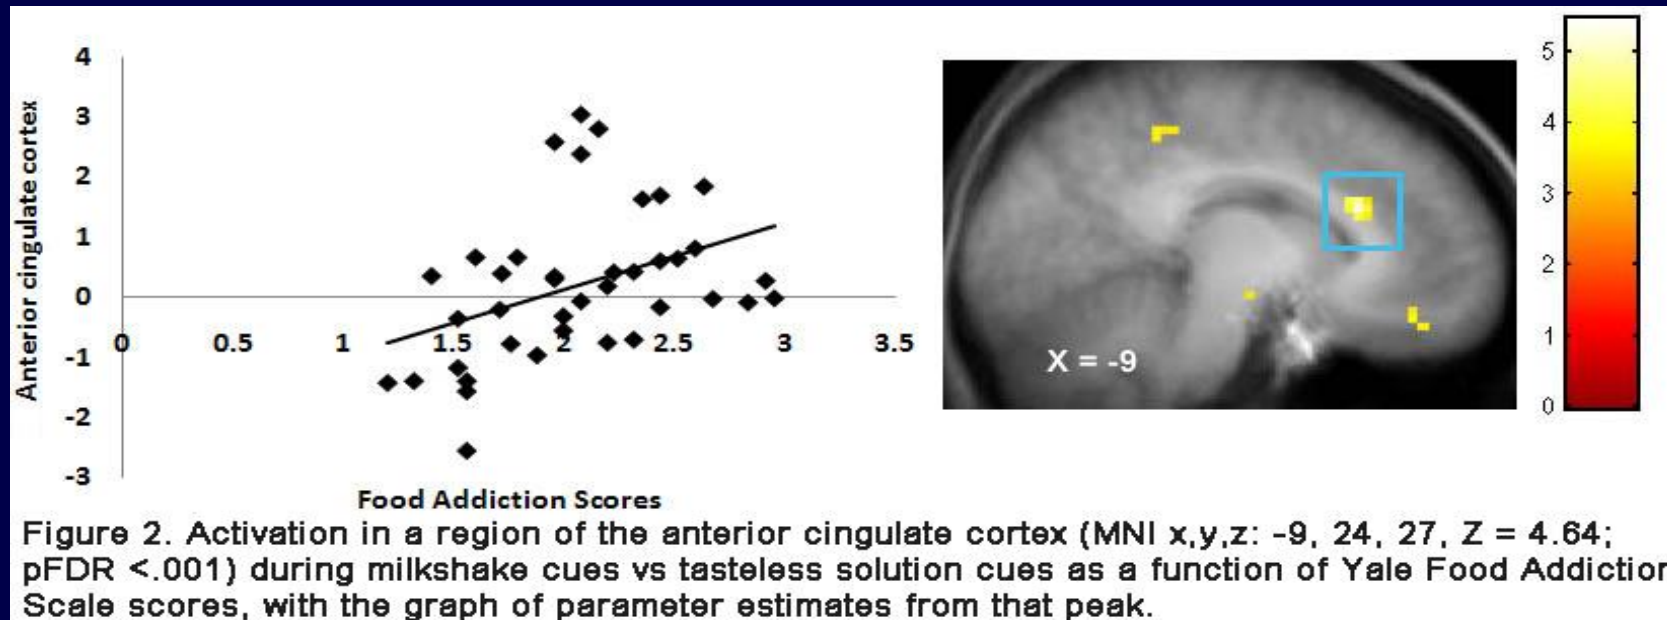 4
3
2
1
0
-1
-2
-3
Anterior cingulate cortex
0 0.5 1 1.5 2 2.5 3 3.5
Food Addiction Scores
X = -9
5
4
3
2
1
0
Figure 2. Activation in a region of the anterior cingulate cortex (MNI x,y,z: -9, 24, 27, Z = 4.64;
pFDR <.001) during milkshake cues vs tasteless solution cues as a function of Yale Food Addiction
Scale scores, with the graph of parameter estimates from that peak.